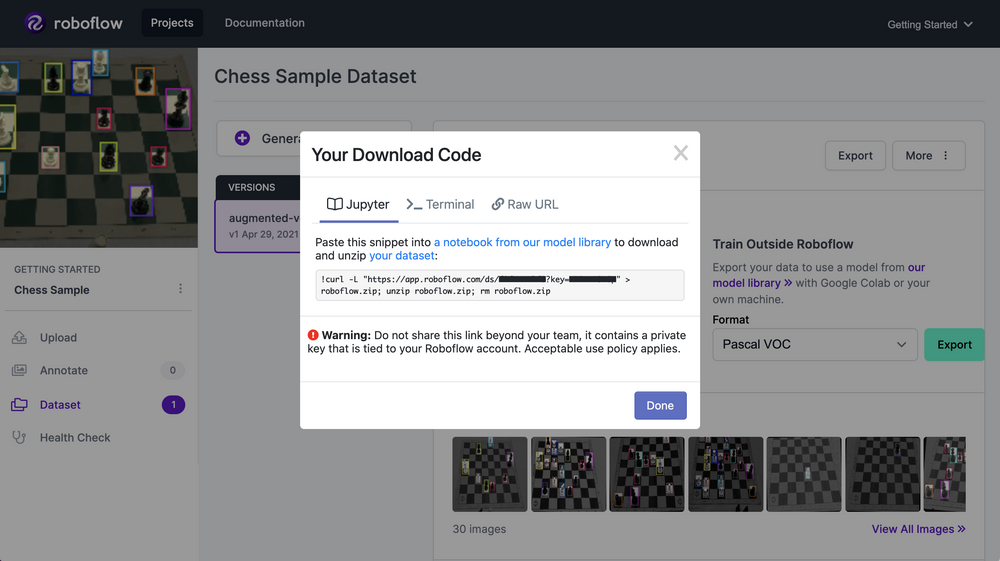 roboflow
Projects
Documentation
Getting Started
Chess Sample Dataset
VERSIONS
v1 Apr 29, 2021
Export
More
Your Download Code
Jupyter
Terminal
Raw URL
Paste this snippet into a notebook from our model library to download
and unzip your dataset:
!curl -L "https://app.roboflow.com/ds/ ?key= " >
roboflow.zip; unzip roboflow.zip; rm roboflow.zip
Warning: Do not share this link beyond your team, it contains a private
key that is tied to your Roboflow account. Acceptable use policy applies.
Done
GETTING STARTED
Chess Sample
Upload
Annotate
0
Dataset
1
Health Check
Train Outside Roboflow
Export your data to use a model from our
model library » with Google Colab or your
own machine.
Format
Pascal VOC
Export
30 images
View All Images »